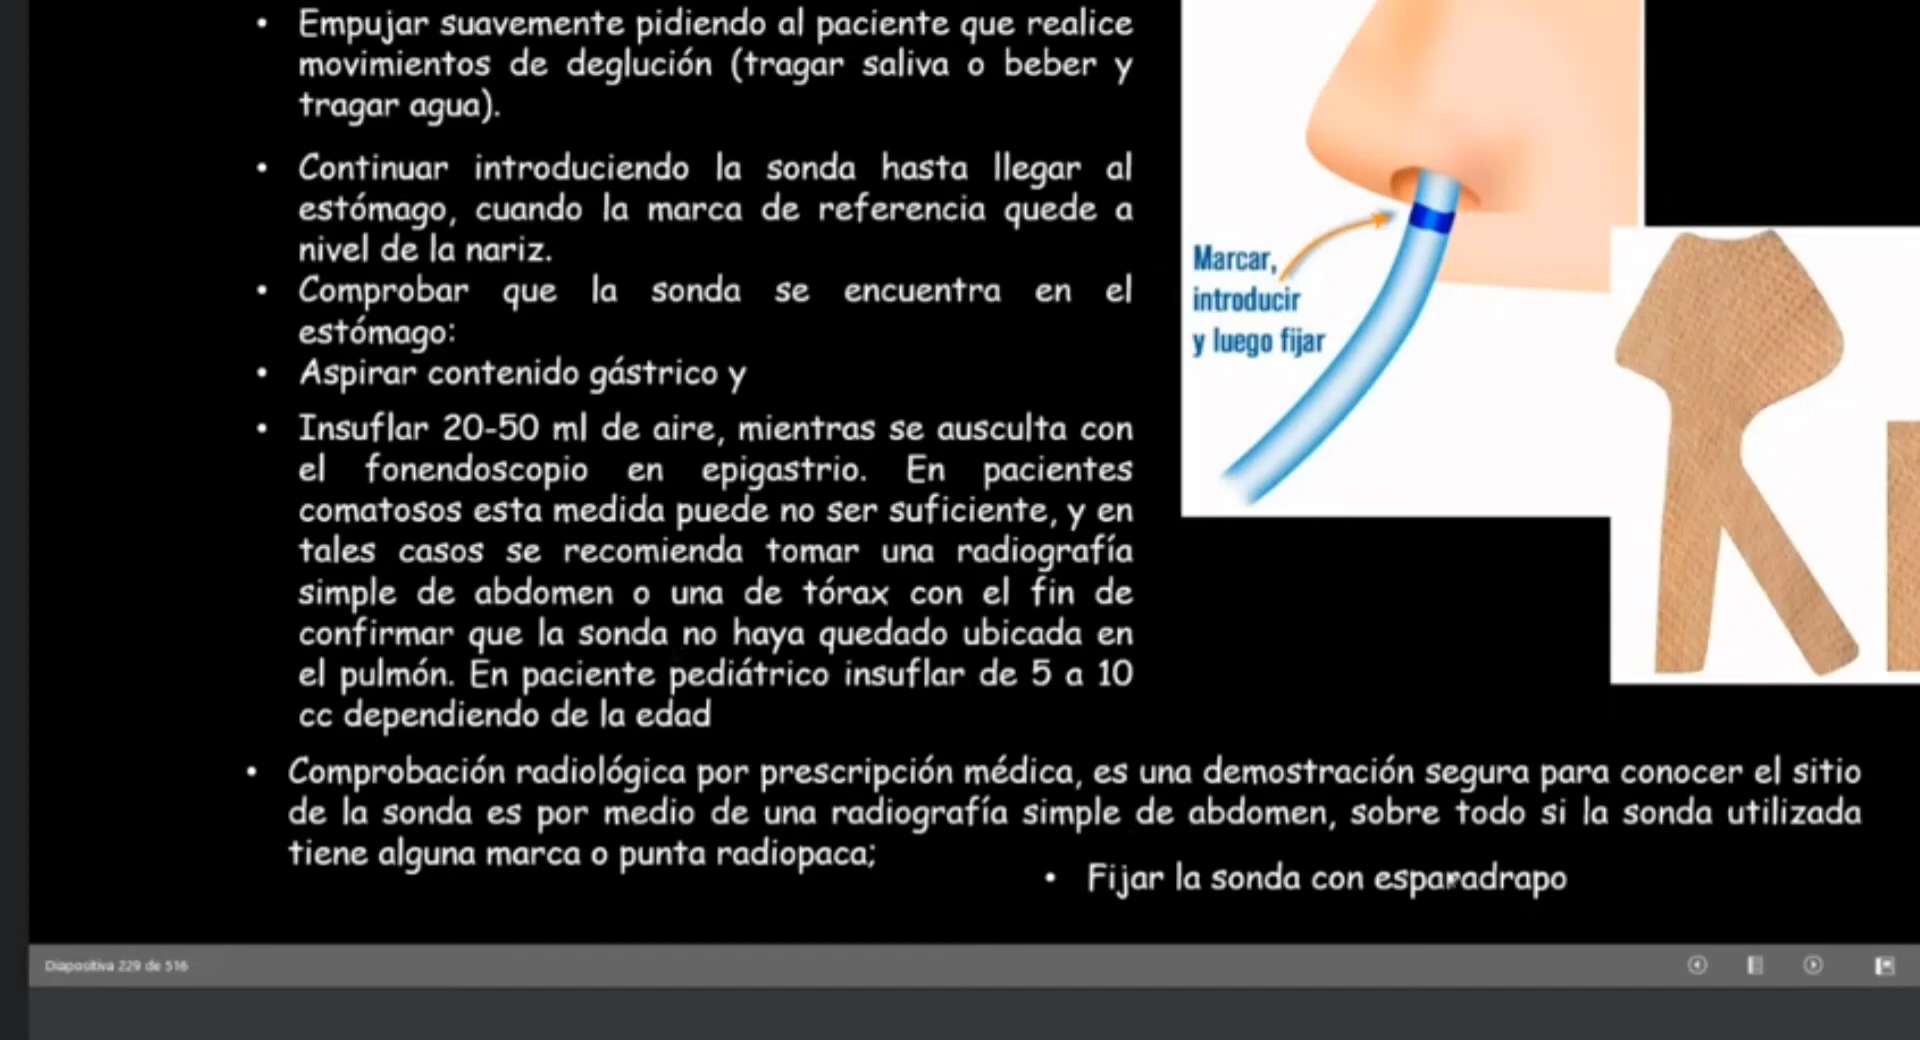 • Empujar suavemente pidiendo al paciente que realice
movimientos de deglución (tragar saliva o beber y
tragar agua).
• Continuar introduciendo la sonda hasta llegar al
estómago, cuando la marca de referencia quede a
nivel de la nariz.
• Comprobar que la sonda se encuentra en el
estómago:
• Aspirar contenido gástrico y
• Insuflar 20-50 ml de aire, mientras se ausculta con
el fonendoscopio en epigastrio. En pacientes
comatosos esta medida puede no ser suficiente, y en
tales casos se recomienda tomar una radiografía
simple de abdomen o una de tórax con el fin de
confirmar que la sonda no haya quedado ubicada en
el pulmón. En paciente pediátrico insuflar de 5 a 10
cc dependiendo de la edad
Marcar,
introducir
y luego fijar
• Comprobación radiológica por prescripción médica, es una demostración segura para conocer el sitio
de la sonda es por medio de una radiografía simple de abdomen, sobre todo si la sonda utilizada
tiene alguna marca o punta radiopaca;
• Fijar la sonda con esparadrapo
Diapositiva 229 de 516